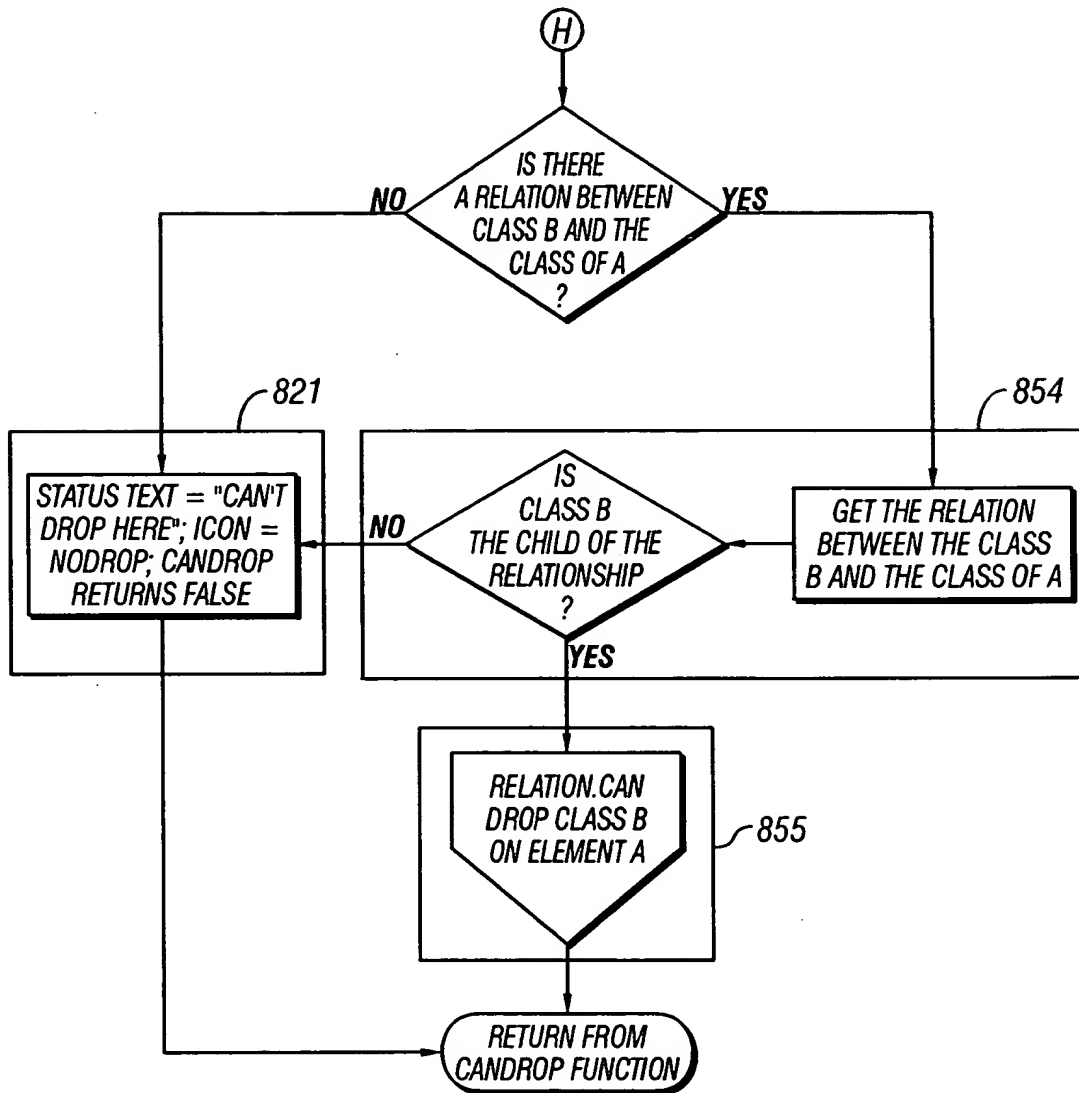 H
IS THERE
A RELATION BETWEEN
CLASS B AND THE
CLASS OF A
?
NO
YES
821
854
STATUS TEXT = "CAN'T
DROP HERE"; ICON =
NODROP; CANDROP
RETURNS FALSE
NO
IS
CLASS B
THE CHILD OF THE
RELATIONSHIP
?
YES
GET THE RELATION
BETWEEN THE CLASS
B AND THE CLASS OF A
RELATION.CAN
DROP CLASS B
ON ELEMENT A
855
RETURN FROM
CANDROP FUNCTION